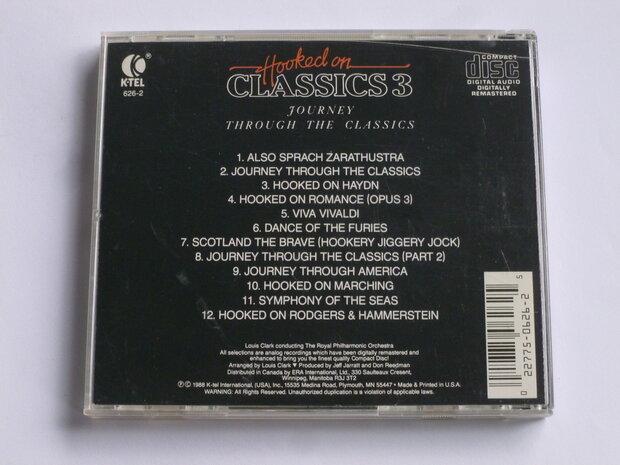 K-TEL
®
626-2
Hooked on
CLASSICS 3
JOURNEY
THROUGH THE CLASSICS
COMPACT
disc
DIGITAL AUDIO
DIGITALLY
REMASTERED
1. ALSO SPRACH ZARATHUSTRA
2. JOURNEY THROUGH THE CLASSICS
3. HOOKED ON HAYDN
4. HOOKED ON ROMANCE (OPUS 3)
5. VIVA VIVALDI
6. DANCE OF THE FURIES
7. SCOTLAND THE BRAVE (HOOKERY JIGGERY JOCK)
8. JOURNEY THROUGH THE CLASSICS (PART 2)
9. JOURNEY THROUGH AMERICA
10. HOOKED ON MARCHING
11. SYMPHONY OF THE SEAS
12. HOOKED ON RODGERS & HAMMERSTEIN
Louis Clark conducting The Royal Philharmonic Orchestra
All selections are analog recordings which have been digitally remastered and
enhanced to bring you the finest quality Compact Disc!
Arranged by Louis Clark ▼ Produced by Jeff Jarratt and Don Reedman
Distributed in Canada by ERA International, Ltd. 330 Saulteaux Cresent,
Winnipeg, Manitoba R3J 3T2
℗ © 1988 K-tel International, (USA), Inc., 15535 Medina Road, Plymouth, MN 55447 • Made & Printed in U.S.A.
WARNING: All Rights Reserved. Unauthorized duplication is a violation of applicable laws.
0 22775-0626-2 5